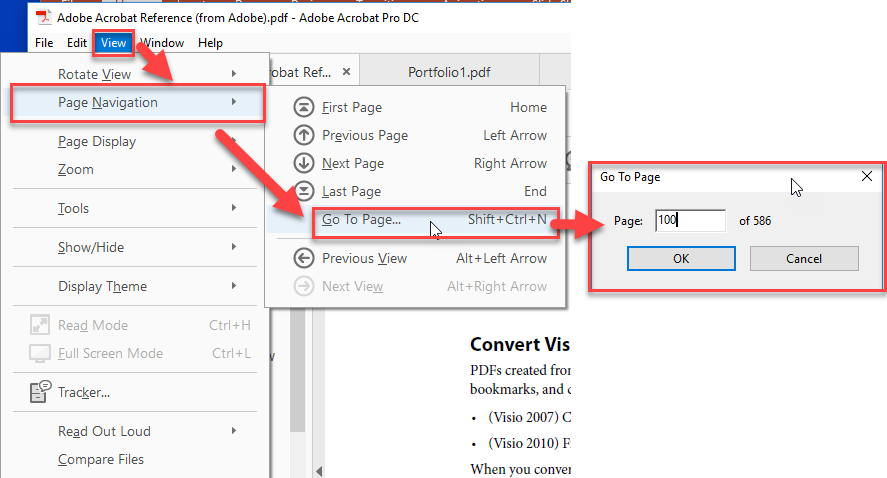 Adobe Acrobat Reference (from Adobe).pdf - Adobe Acrobat Pro DC
File Edit View Window Help
Rotate View
Page Navigation
Page Display
Zoom
Tools
Show/Hide
Display Theme
Read Mode Ctrl+H
Full Screen Mode Ctrl+L
Tracker...
Read Out Loud
Compare Files
obat Ref... × Portfolio1.pdf
First Page Home
Previous Page Left Arrow
Next Page Right Arrow
Last Page End
Go To Page... Shift+Ctrl+N
Previous View Alt+Left Arrow
Next View Alt+Right Arrow
Go To Page
Page: 100 of 586
OK Cancel
Convert Vis
PDFs created from
bookmarks, and c
• (Visio 2007) C
• (Visio 2010) F
When you conver